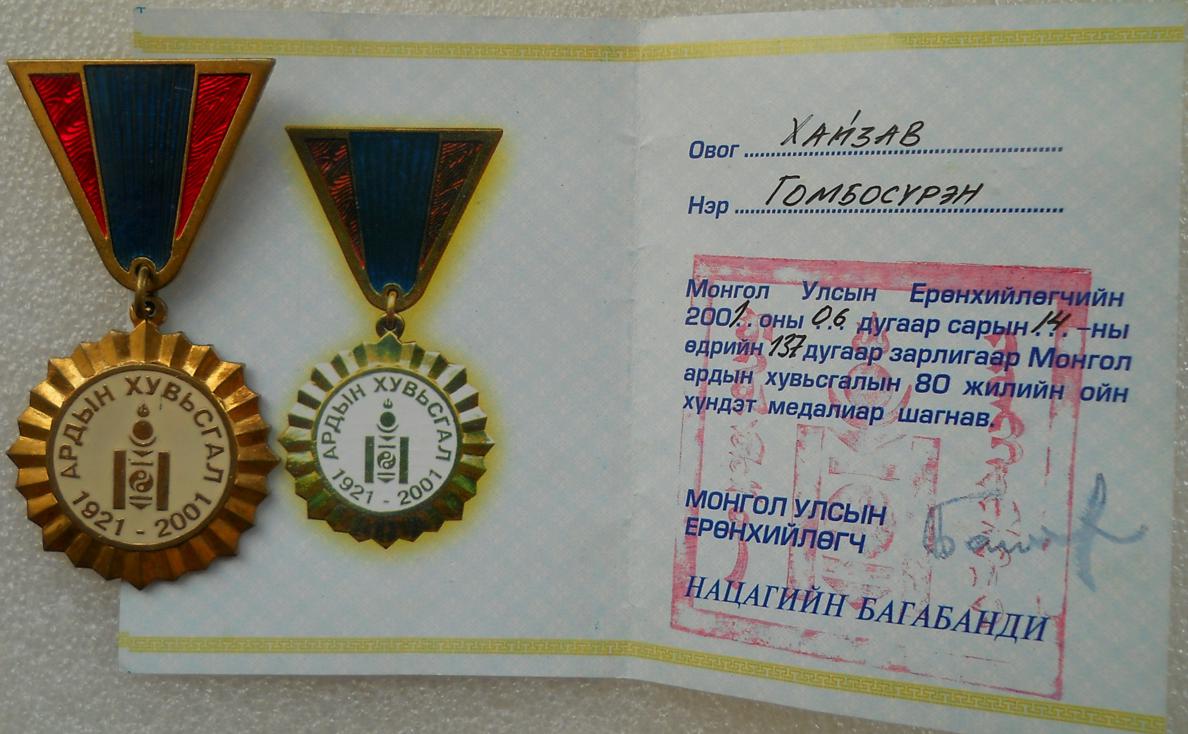 АРДЫН ХУВЬСГАЛ
1921 - 2001
АРДЫН ХУВЬСГАЛ
1921 - 2001
Овог ХАЙЗАВ
Нэр ГОМБОСҮРЭН
Монгол Улсын Ерөнхийлөгчийн
2001. оны 06 дугаар сарын 14 -ны
өдрийн 137 дугаар зарлигаар Монгол
ардын хувьсгалын 80 жилийн ойн
хүндэт медалиар шагнав.
МОНГОЛ УЛСЫН
ЕРӨНХИЙЛӨГЧ
НАЦАГИЙН БАГАБАНДИ